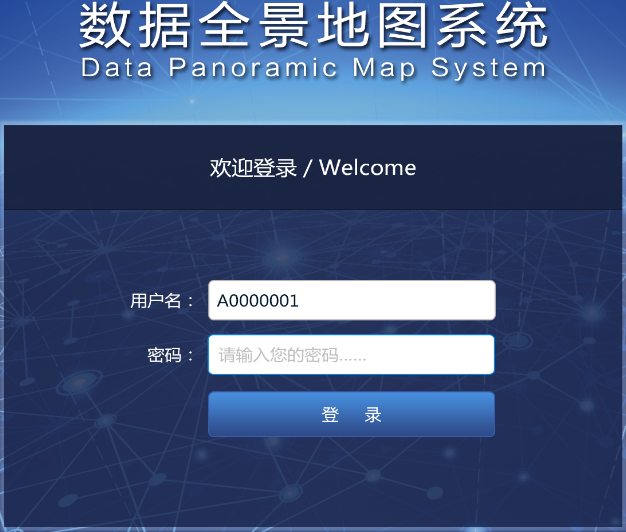 数据全景地图系统
Data Panoramic Map System
欢迎登录 / Welcome
用户名： A0000001
密码： 请输入您的密码......
登 录